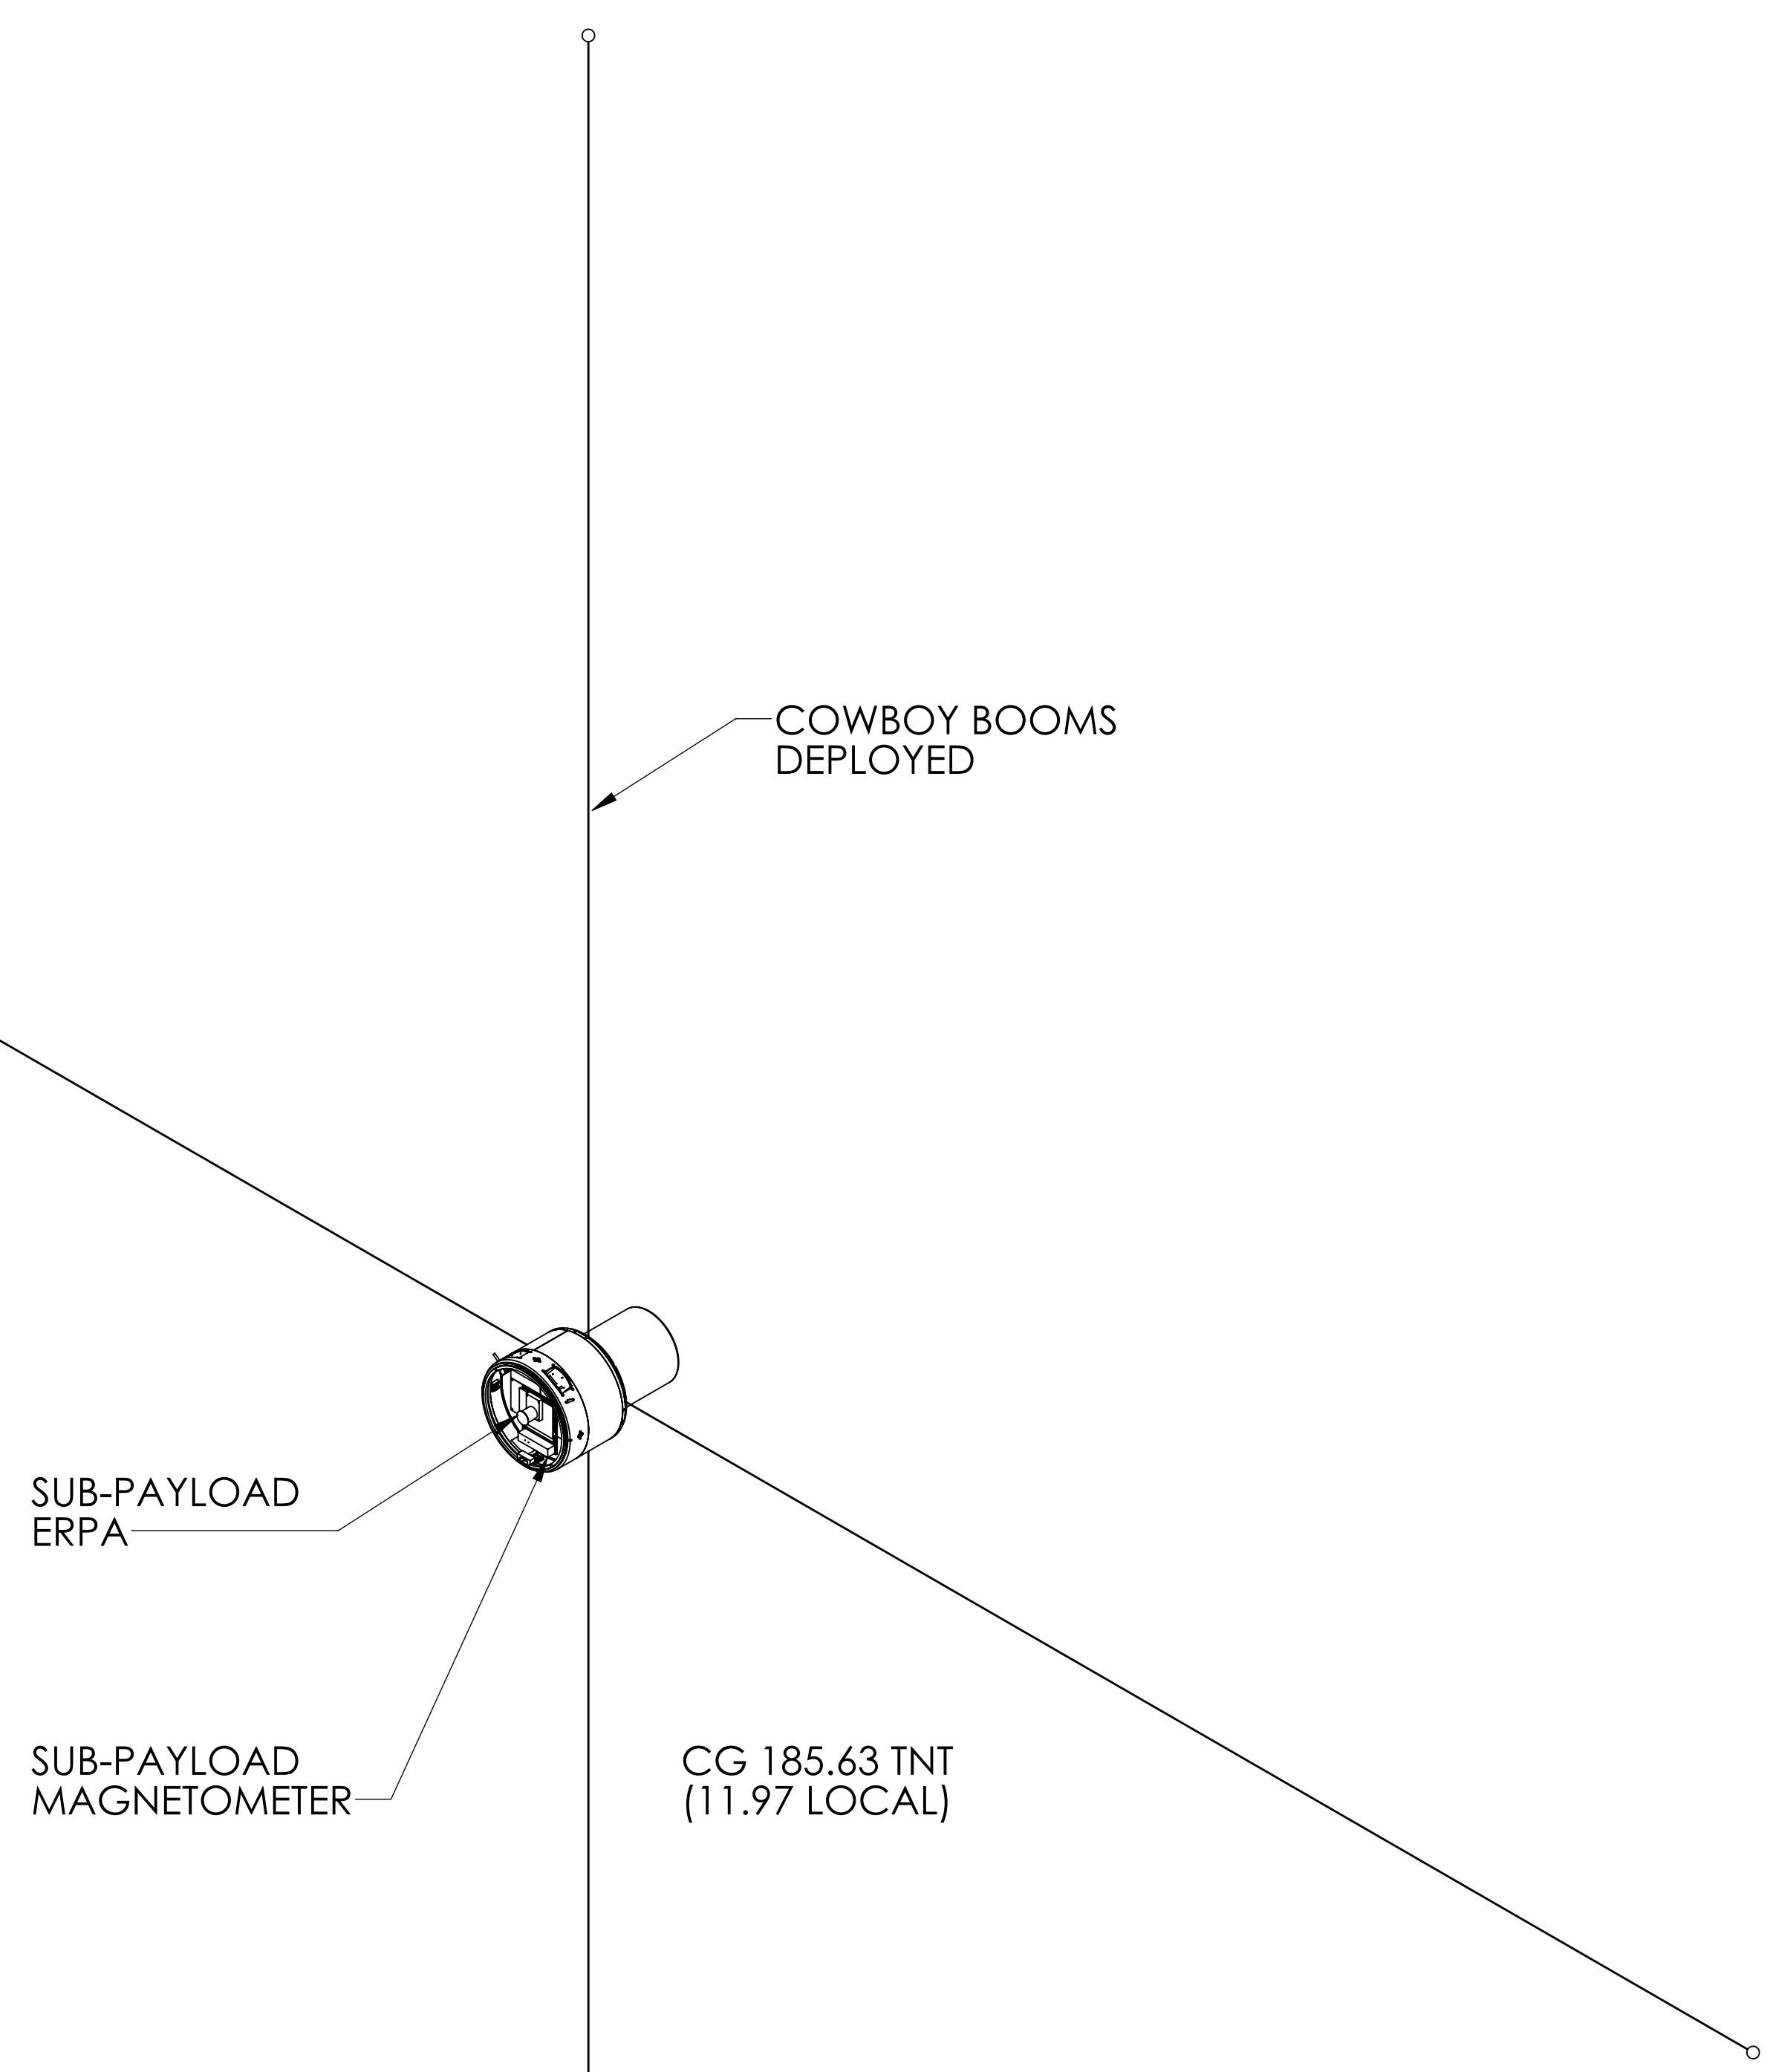 COWBOY BOOMS
DEPLOYED
SUB-PAYLOAD
ERPA
SUB-PAYLOAD
MAGNETOMETER
CG 185.63 TNT
(11.97 LOCAL)